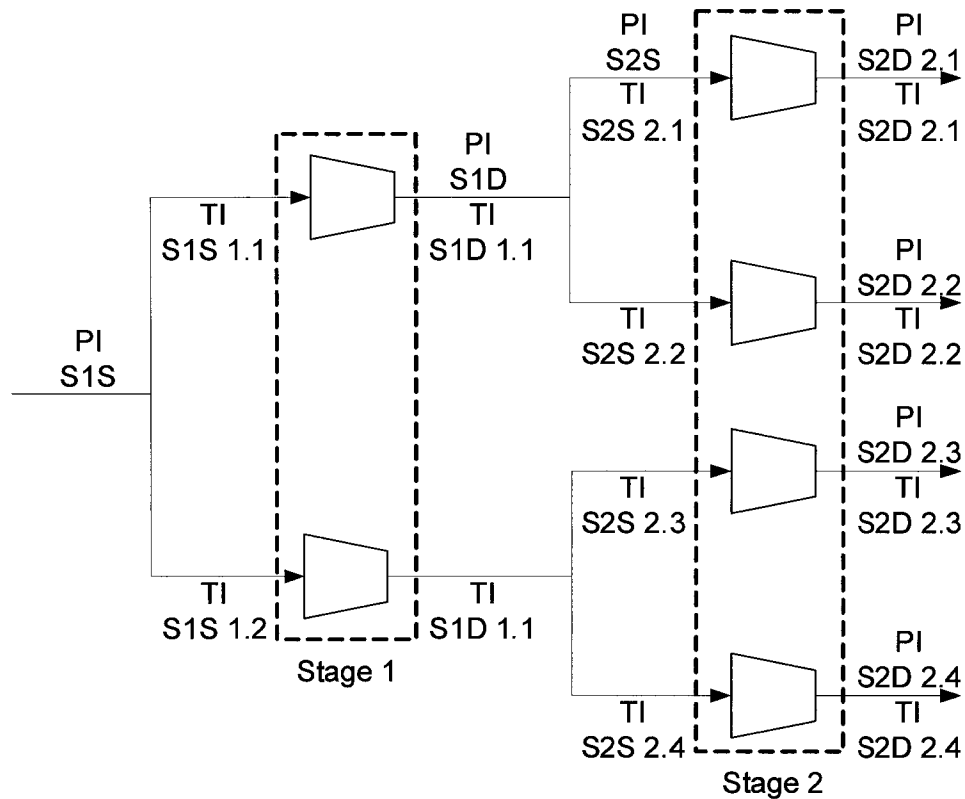 PI
S2S
TI
S2S 2.1
PI
S2D 2.1
TI
S2D 2.1
PI
S1D
TI
S1D 1.1
TI
S1S 1.1
TI
S2S 2.2
PI
S2D 2.2
TI
S2D 2.2
PI
S1S
TI
S2S 2.3
PI
S2D 2.3
TI
S2D 2.3
TI
S1S 1.2
TI
S1D 1.1
Stage 1
TI
S2S 2.4
PI
S2D 2.4
TI
S2D 2.4
Stage 2